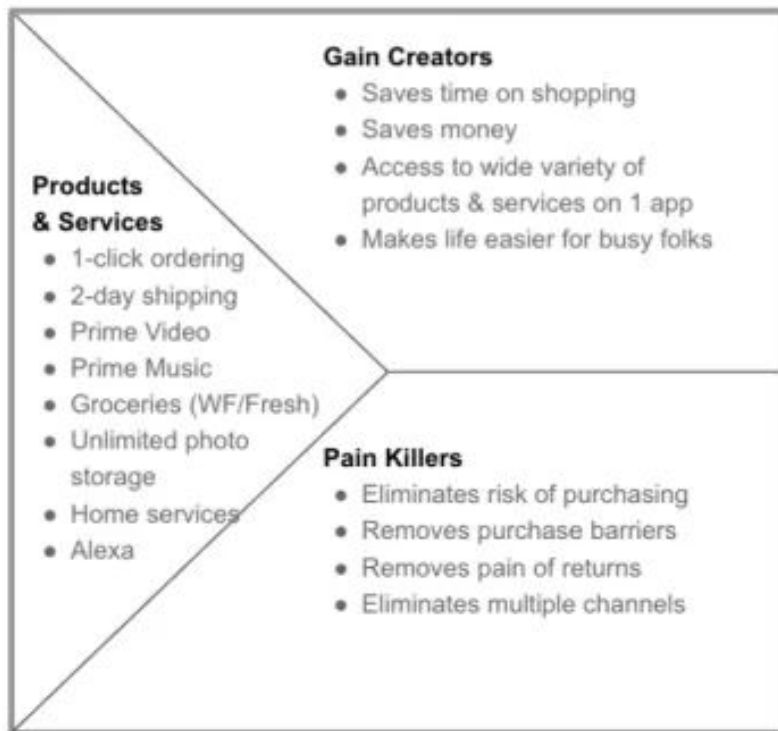 Gain Creators
● Saves time on shopping
● Saves money
● Access to wide variety of
products & services on 1 app
● Makes life easier for busy folks
Products
& Services
● 1-click ordering
● 2-day shipping
● Prime Video
● Prime Music
● Groceries (WF/Fresh)
● Unlimited photo
storage
● Home services
● Alexa
Pain Killers
● Eliminates risk of purchasing
● Removes purchase barriers
● Removes pain of returns
● Eliminates multiple channels